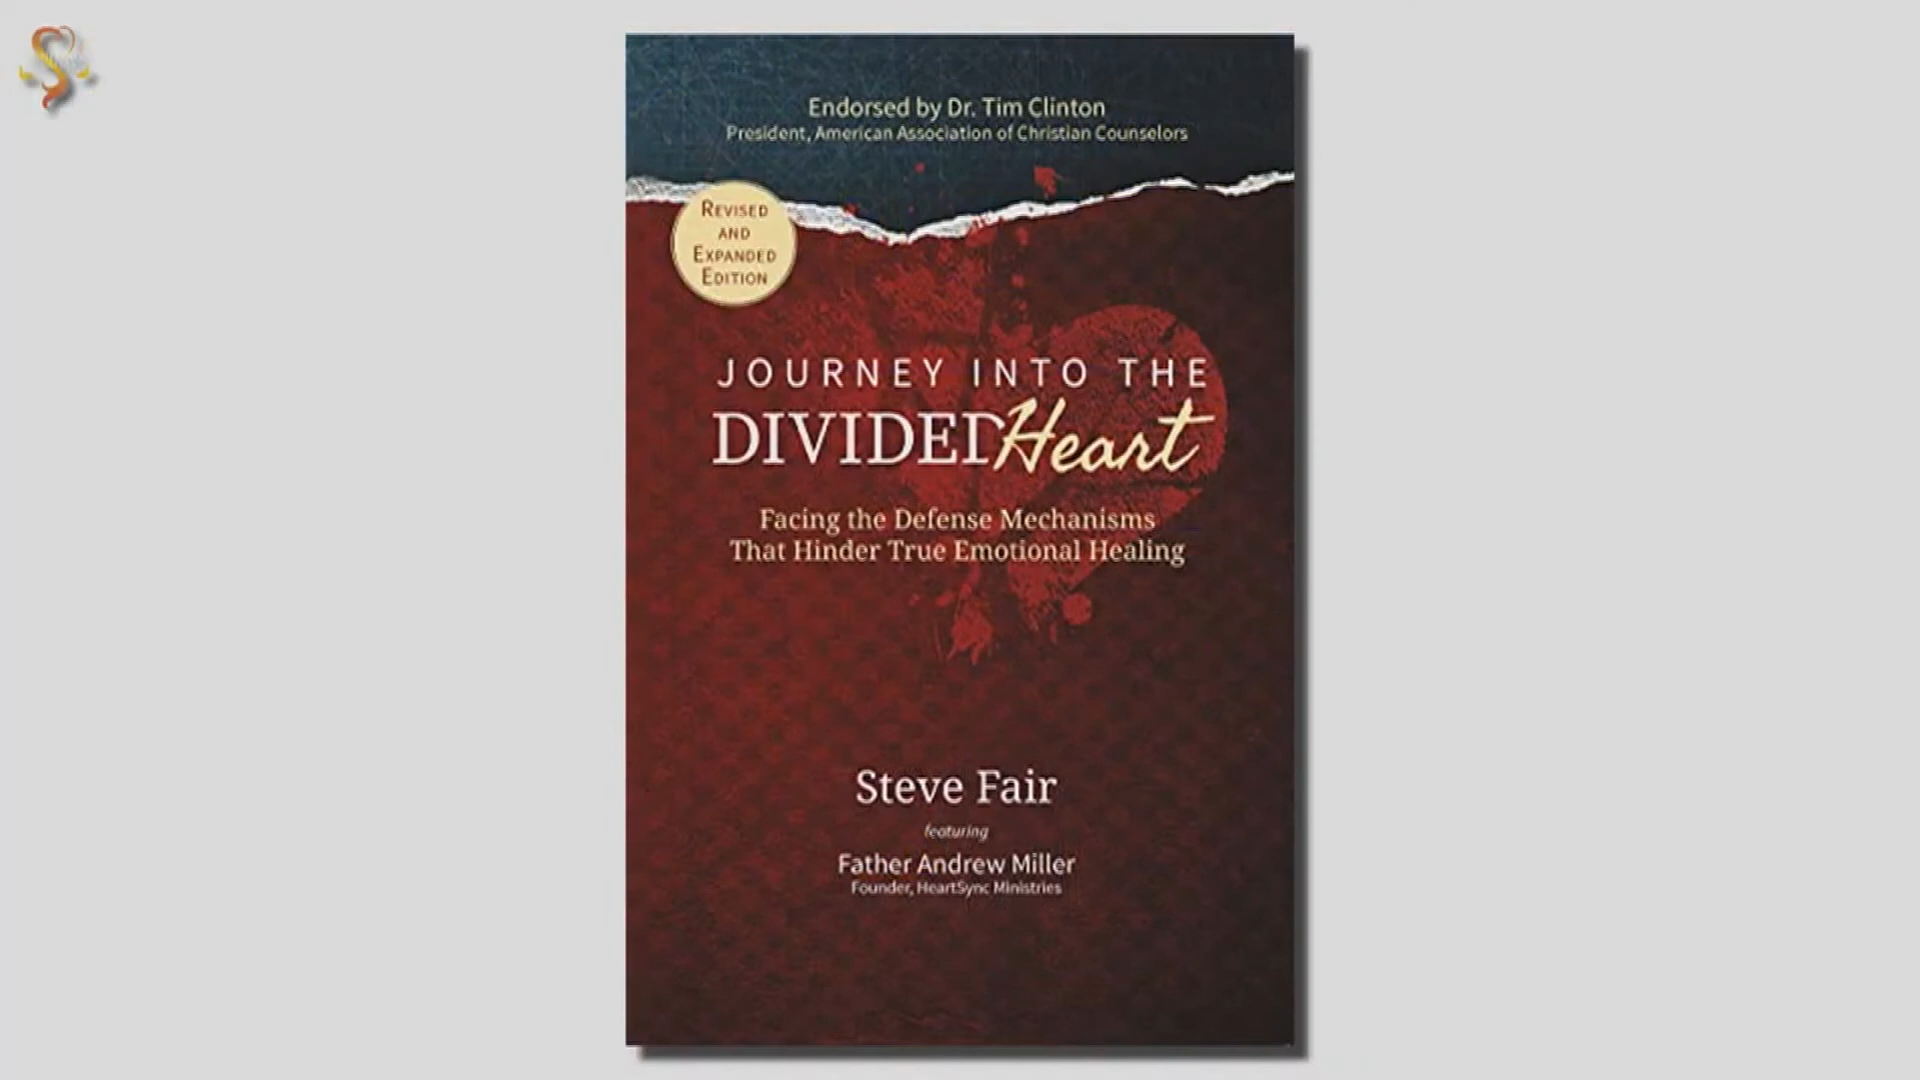 Endorsed by Dr. Tim Clinton
President, American Association of Christian Counselors
REVISED
AND
EXPANDED
EDITION
JOURNEY INTO THE
DIVIDED Heart
Facing the Defense Mechanisms
That Hinder True Emotional Healing
Steve Fair
featuring
Father Andrew Miller
Founder, HeartSync Ministries